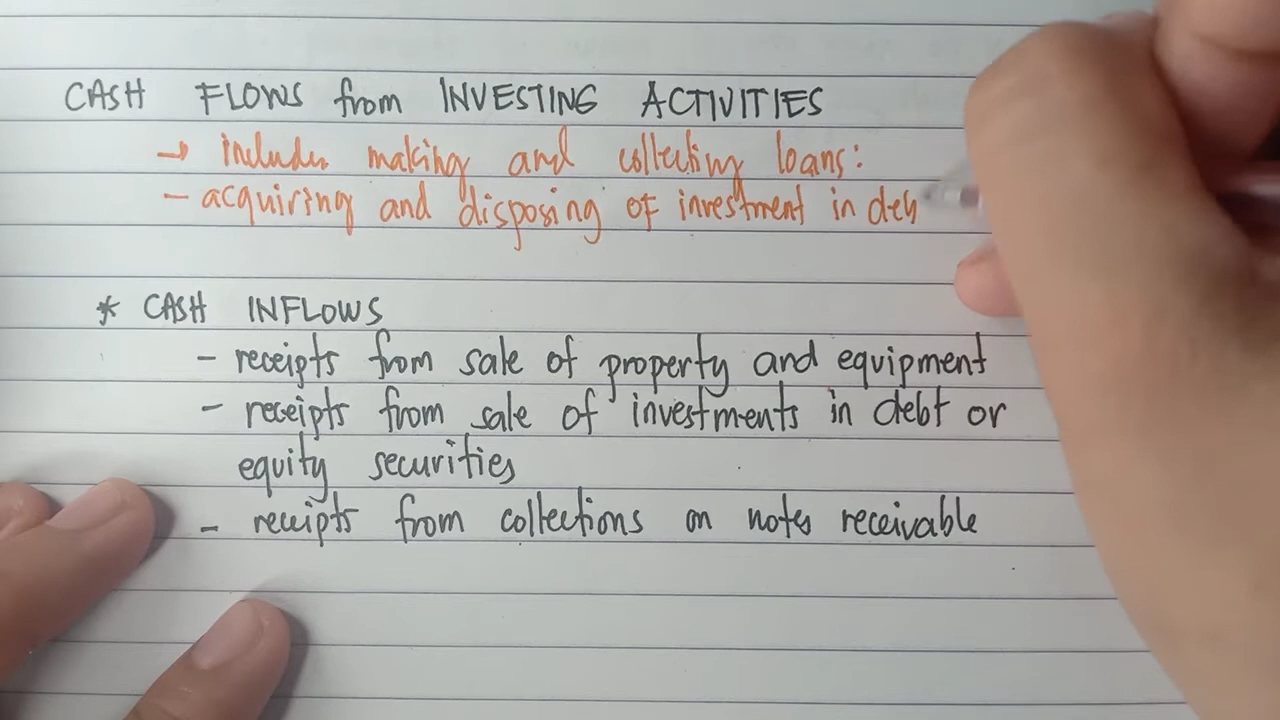 CASH FLOWS from INVESTING ACTIVITIES
→ includes making and collecting loans:
- acquiring and disposing of investment in
* CASH INFLOWS
- receipts from sale of property and equipment
- receipts from sale of investments in debt or
equity securities
- receipts from collections on notes receivable